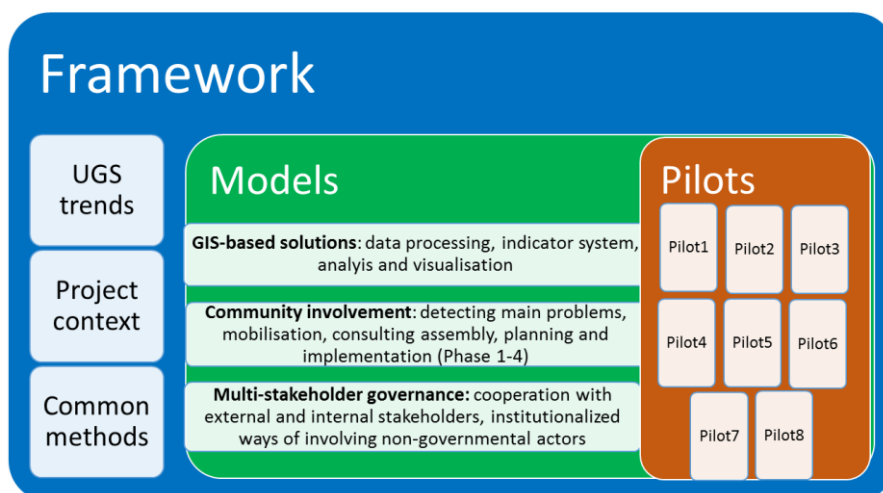 Framework
UGS
trends
Project
context
Common
methods
Models
GIS-based solutions: data processing, indicator system,
analyis and visualisation
Community involvement: detecting main problems,
mobilisation, consulting assembly, planning and
implementation (Phase 1-4)
Multi-stakeholder governance: cooperation with
external and internal stakeholders, institutionalized
ways of involving non-governmental actors
Pilots
Pilot1
Pilot2
Pilot3
Pilot4
Pilot5
Pilot6
Pilot7
Pilot8